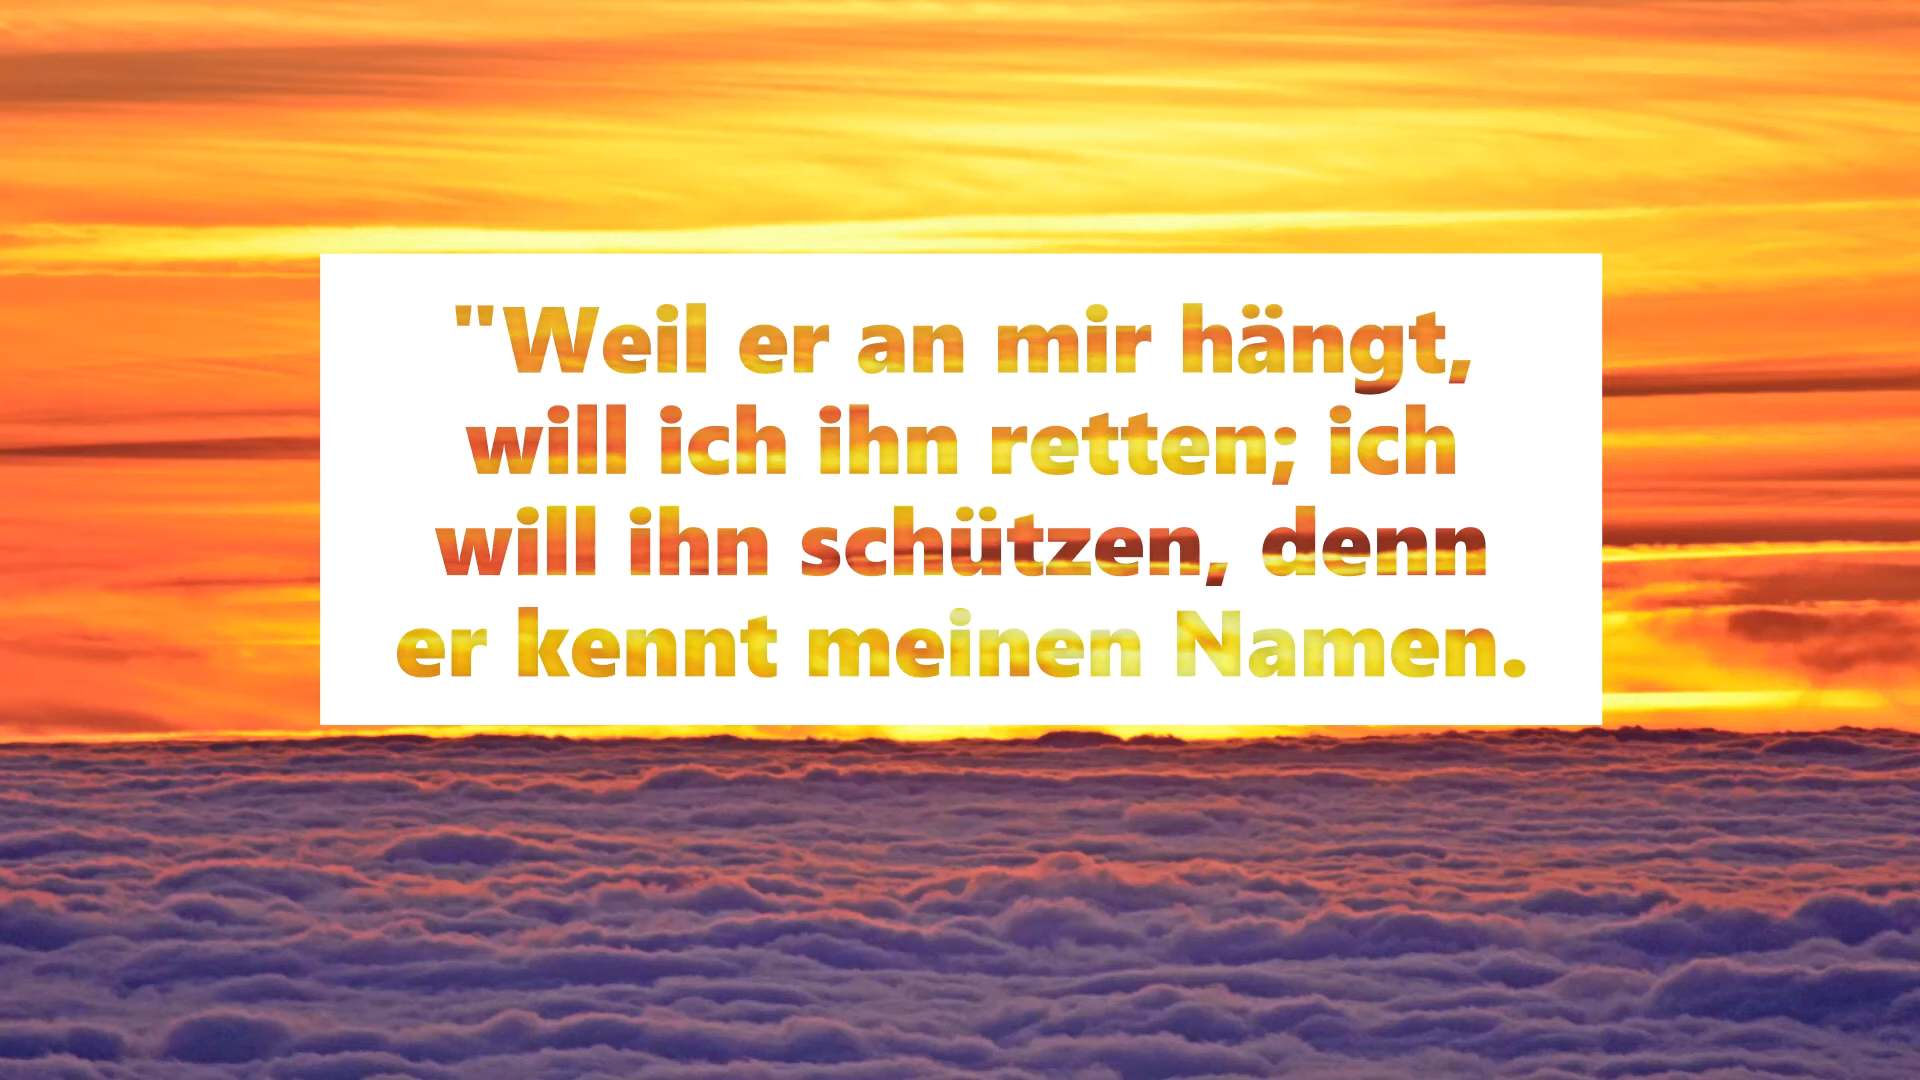 "Weil er an mir hängt,
will ich ihn retten; ich
will ihn schützen, denn
er kennt meinen Namen.